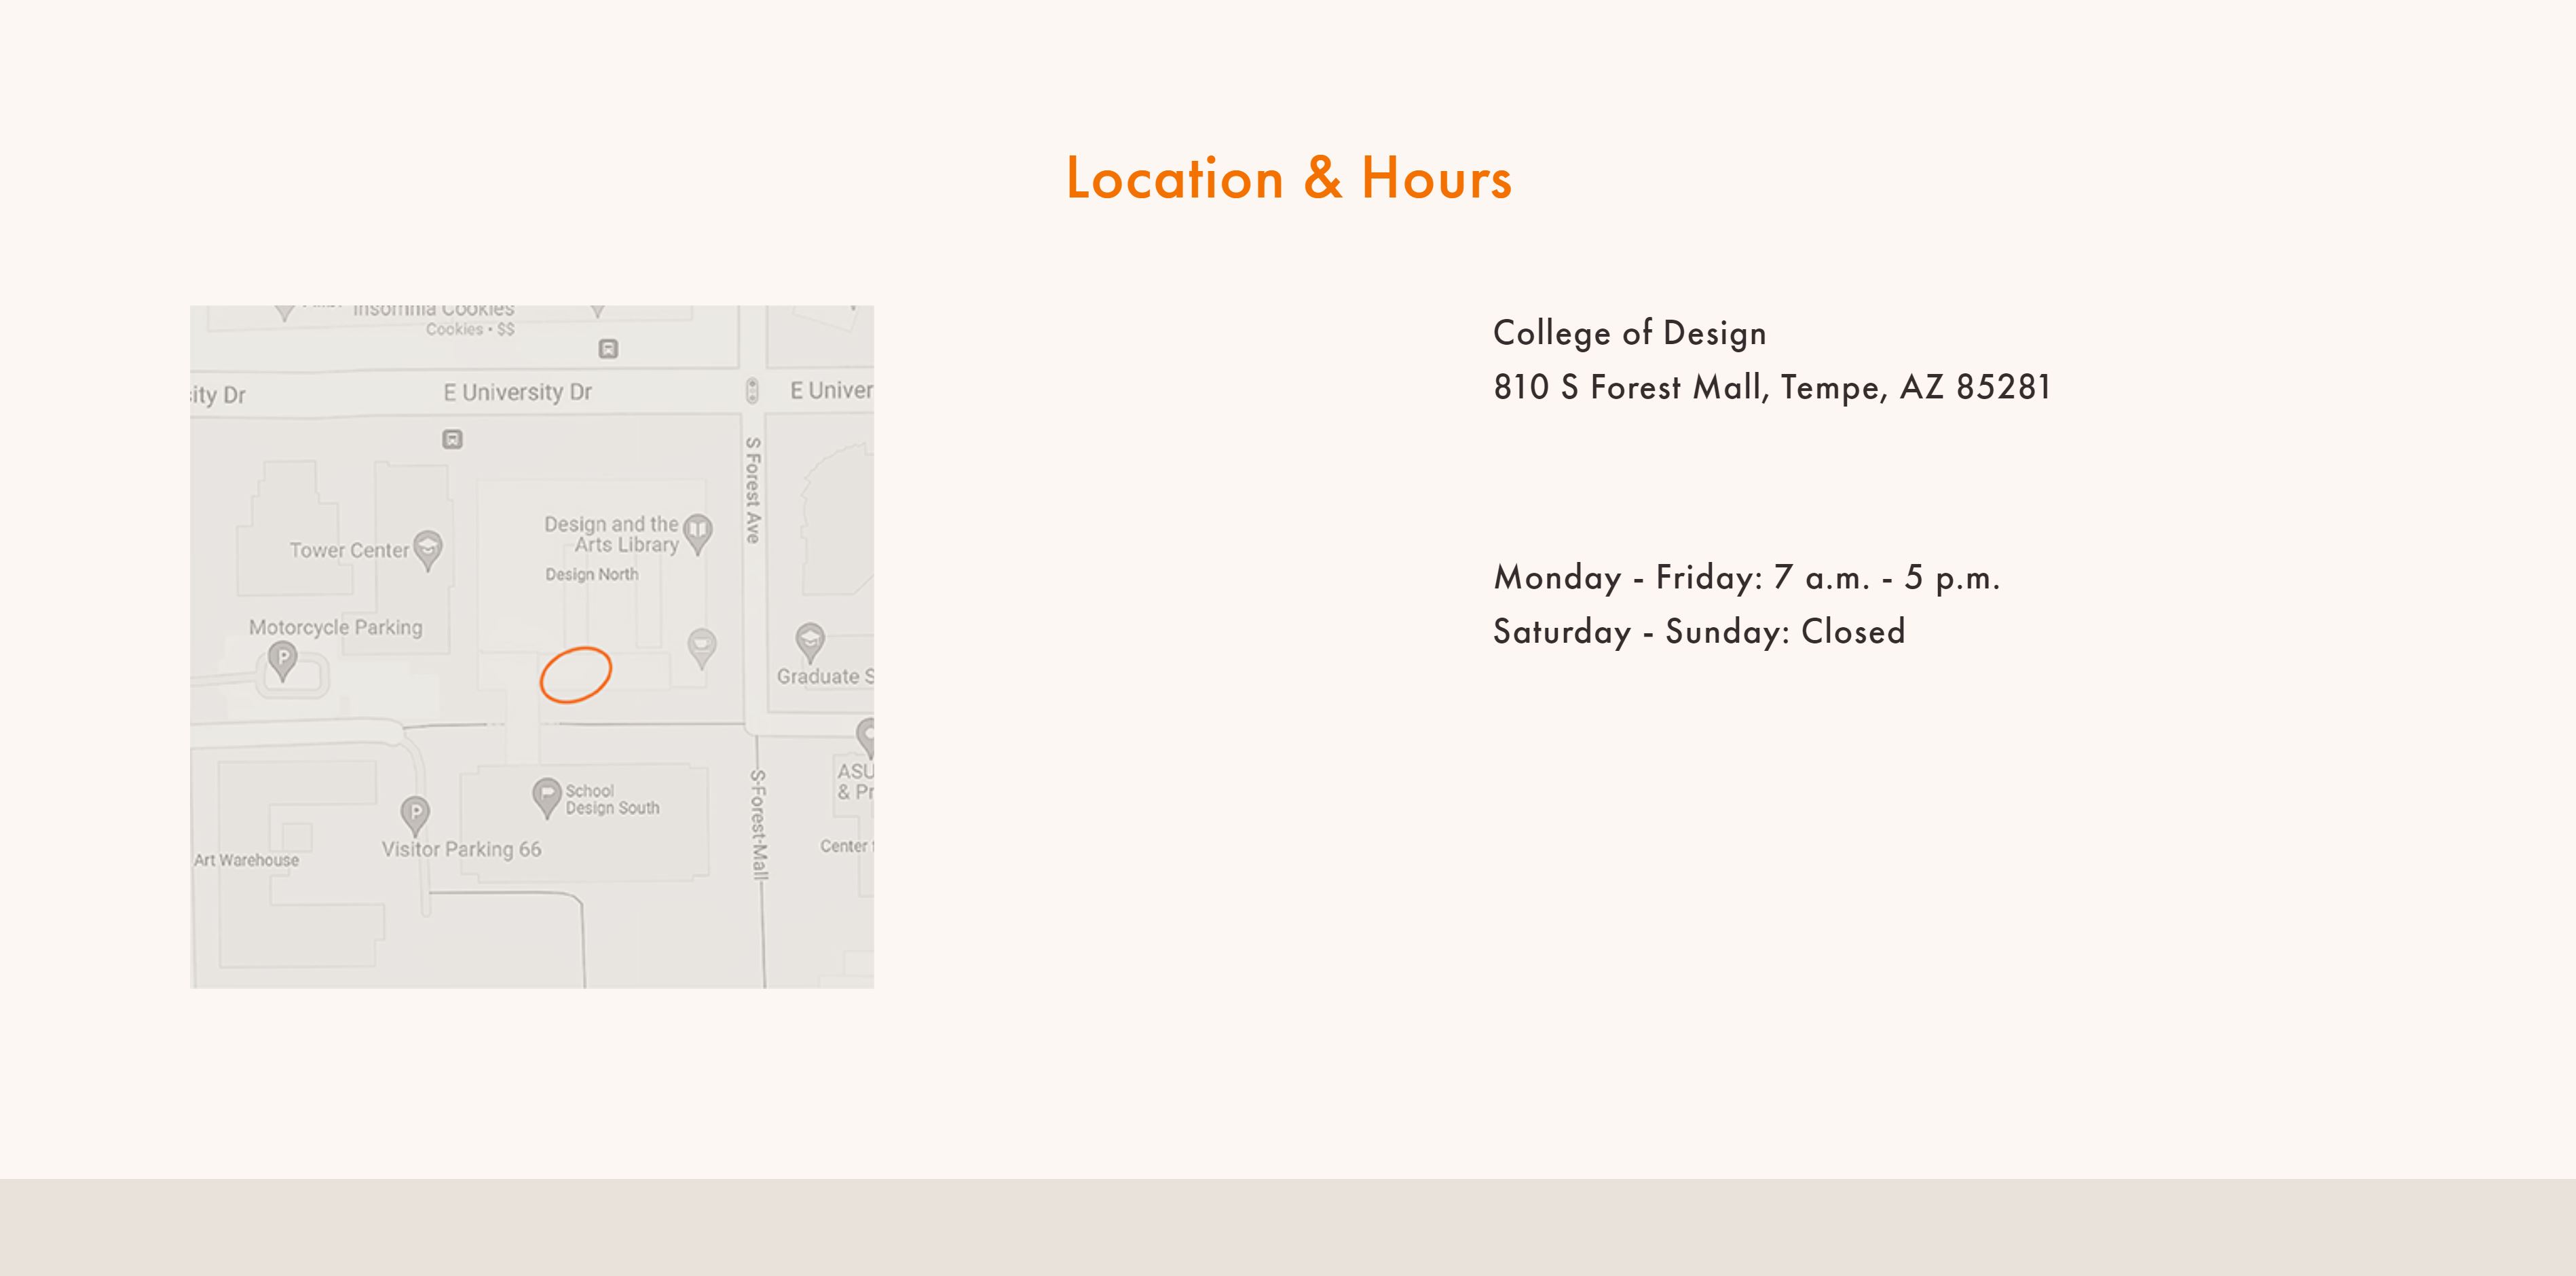 Location & Hours
Insomnia Cookies
Cookies • $$
ity Dr
E University Dr
E Univer
S Forest Ave
Design and the
Arts Library
Tower Center
Design North
Motorcycle Parking
P
Graduate S
School
Design South
P
ASU
& Pr
S Forest Mall
Visitor Parking 66
Center
Art Warehouse
College of Design
810 S Forest Mall, Tempe, AZ 85281
Monday - Friday: 7 a.m. - 5 p.m.
Saturday - Sunday: Closed